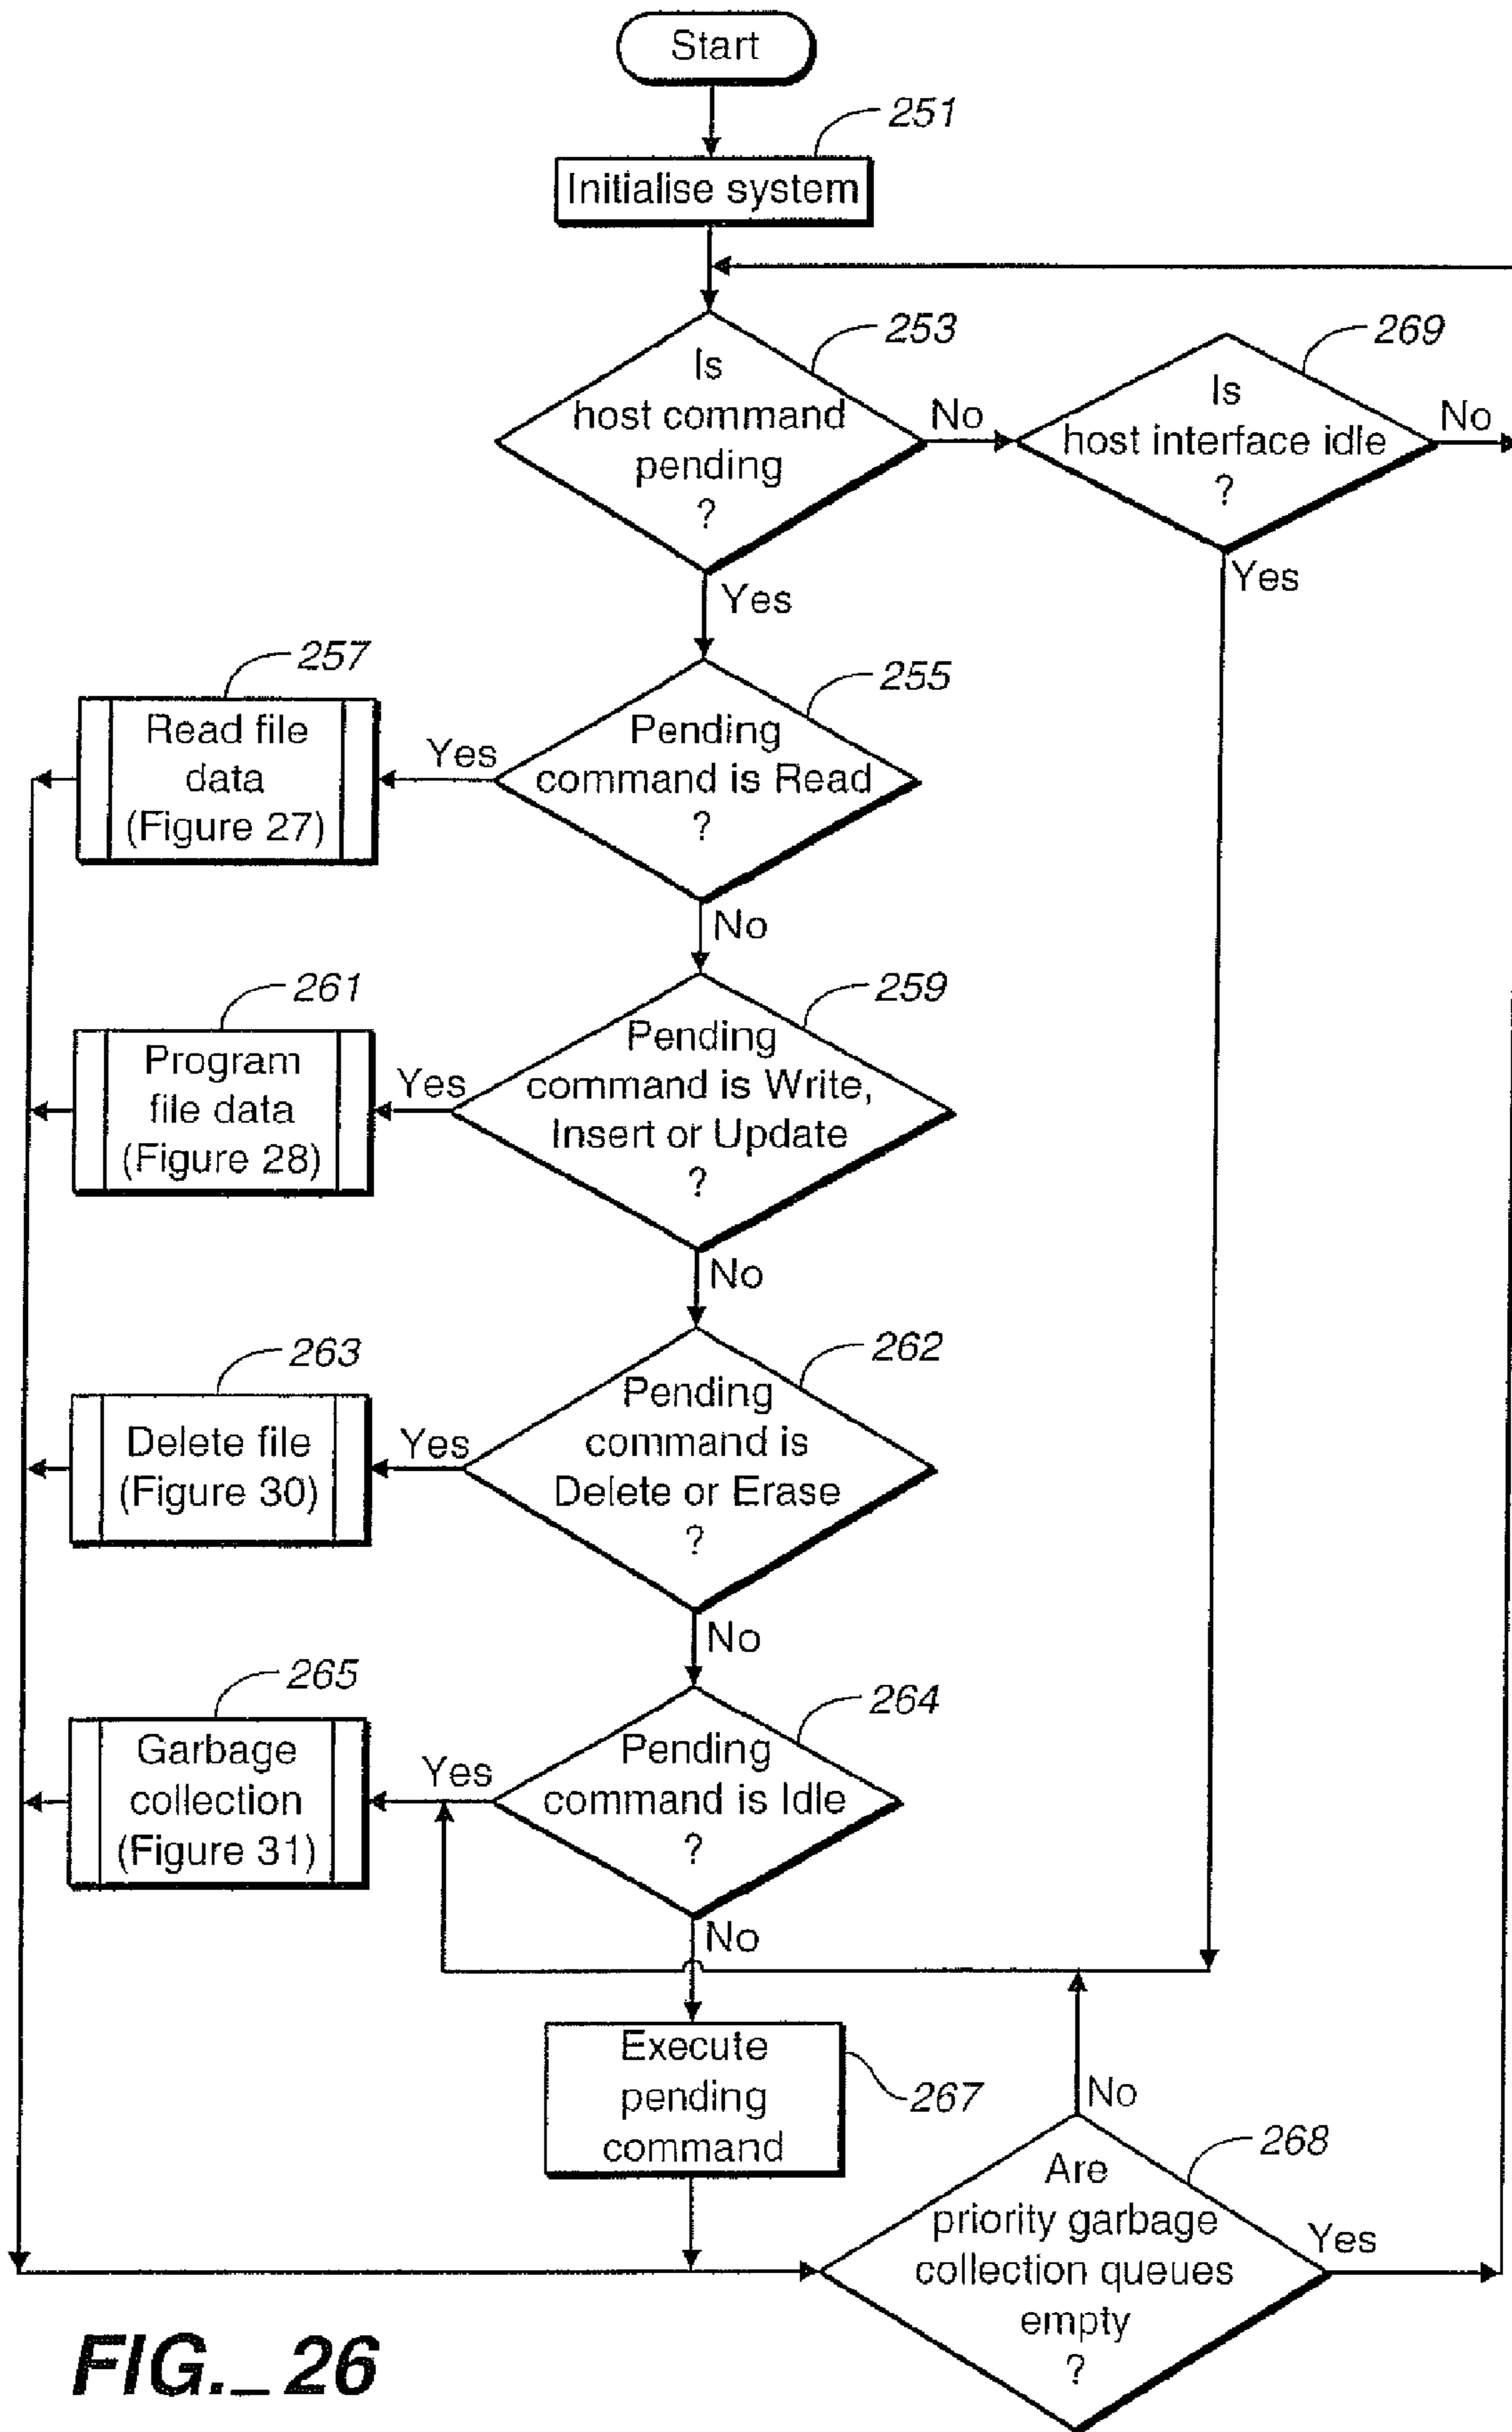 Start
251
Initialise system
253
Is
host command
pending
?
No
269
Is
host interface idle
?
No
Yes
Yes
257
Read file
data
(Figure 27)
Yes
255
Pending
command is Read
?
No
261
Program
file data
(Figure 28)
Yes
259
Pending
command is Write,
Insert or Update
?
No
263
Delete file
(Figure 30)
Yes
262
Pending
command is
Delete or Erase
?
No
265
Garbage
collection
(Figure 31)
Yes
264
Pending
command is Idle
?
No
Execute
pending
command
267
No
268
Are
priority garbage
collection queues
empty
?
Yes
FIG._26